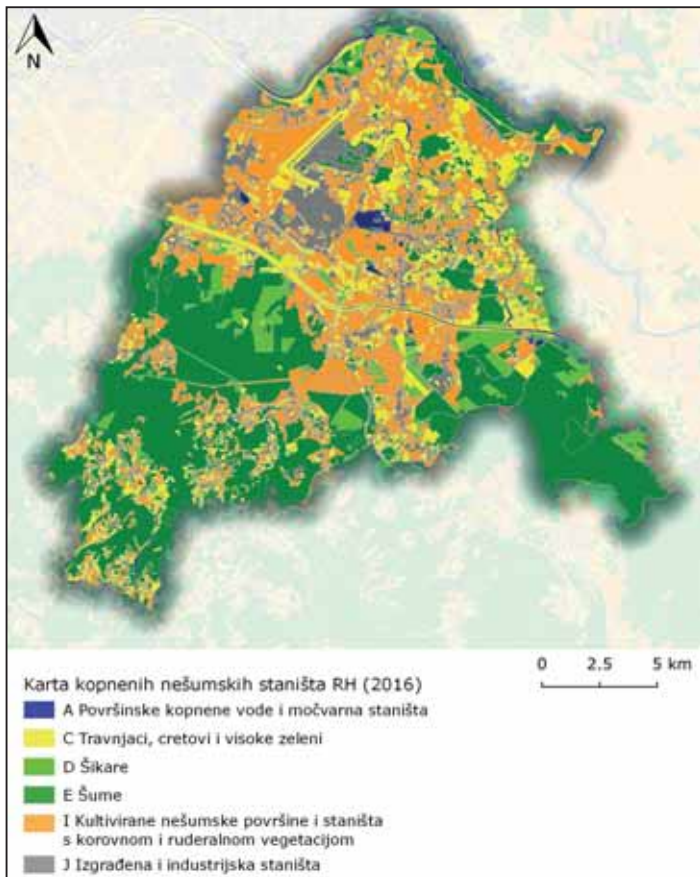 N
0 2.5 5 km
Karta kopnenih nešumskih staništa RH (2016)
A Površinske kopnene vode i močvarna staništa
C Travnjaci, cretovi i visoke zeleni
D Šikare
E Šume
I Kultivirane nešumske površine i staništa
s korovnom i ruderalnom vegetacijom
J Izgrađena i industrijska staništa